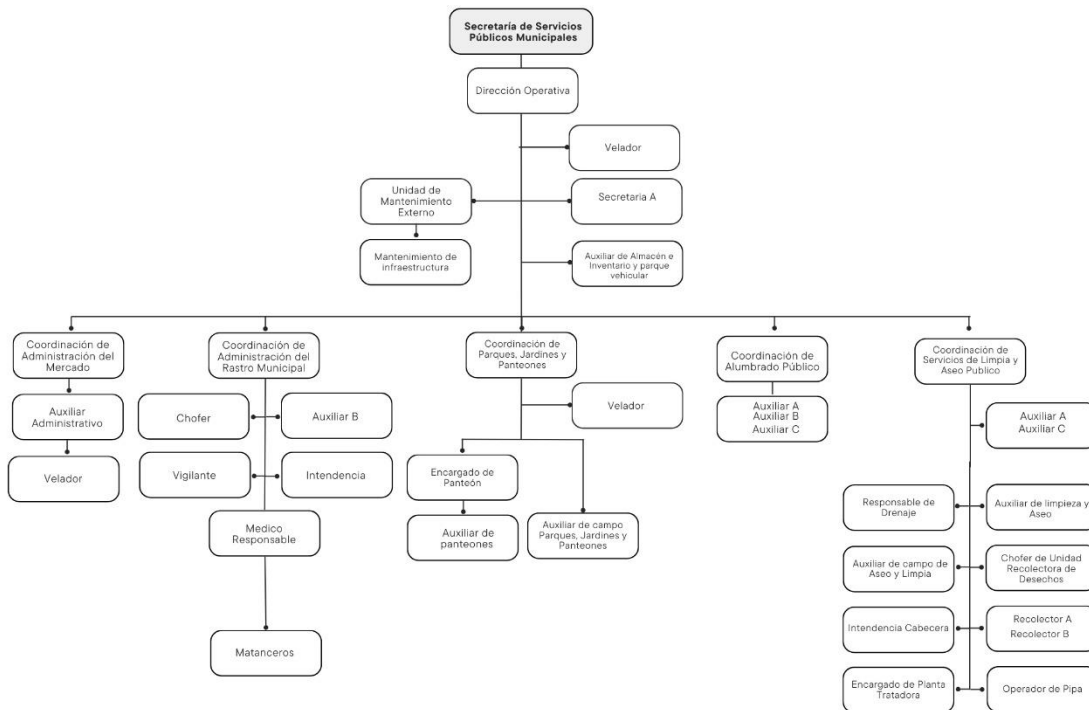 Secretaría de Servicios
Públicos Municipales
Dirección Operativa
Velador
Unidad de
Mantenimiento
Externo
Secretaria A
Mantenimiento de
infraestructura
Auxiliar de Almacén e
Inventario y parque
vehicular
Coordinación de
Administración del
Mercado
Coordinación de
Administración del
Rastro Municipal
Coordinación de
Parques, Jardines y
Panteones
Coordinación de
Alumbrado Público
Coordinación de
Servicios de Limpia y
Aseo Publico
Auxiliar
Administrativo
Velador
Chofer
Auxiliar B
Vigilante
Intendencia
Medico
Responsable
Matanceros
Velador
Encargado de
Panteón
Auxiliar de
panteones
Auxiliar de campo
Parques, Jardines y
Panteones
Auxiliar A
Auxiliar B
Auxiliar C
Auxiliar A
Auxiliar C
Responsable de
Drenaje
Auxiliar de limpieza y
Aseo
Auxiliar de campo de
Aseo y Limpia
Chofer de Unidad
Recolectora de
Desechos
Intendencia Cabecera
Recolector A
Recolector B
Encargado de Planta
Tratadora
Operador de Pipa